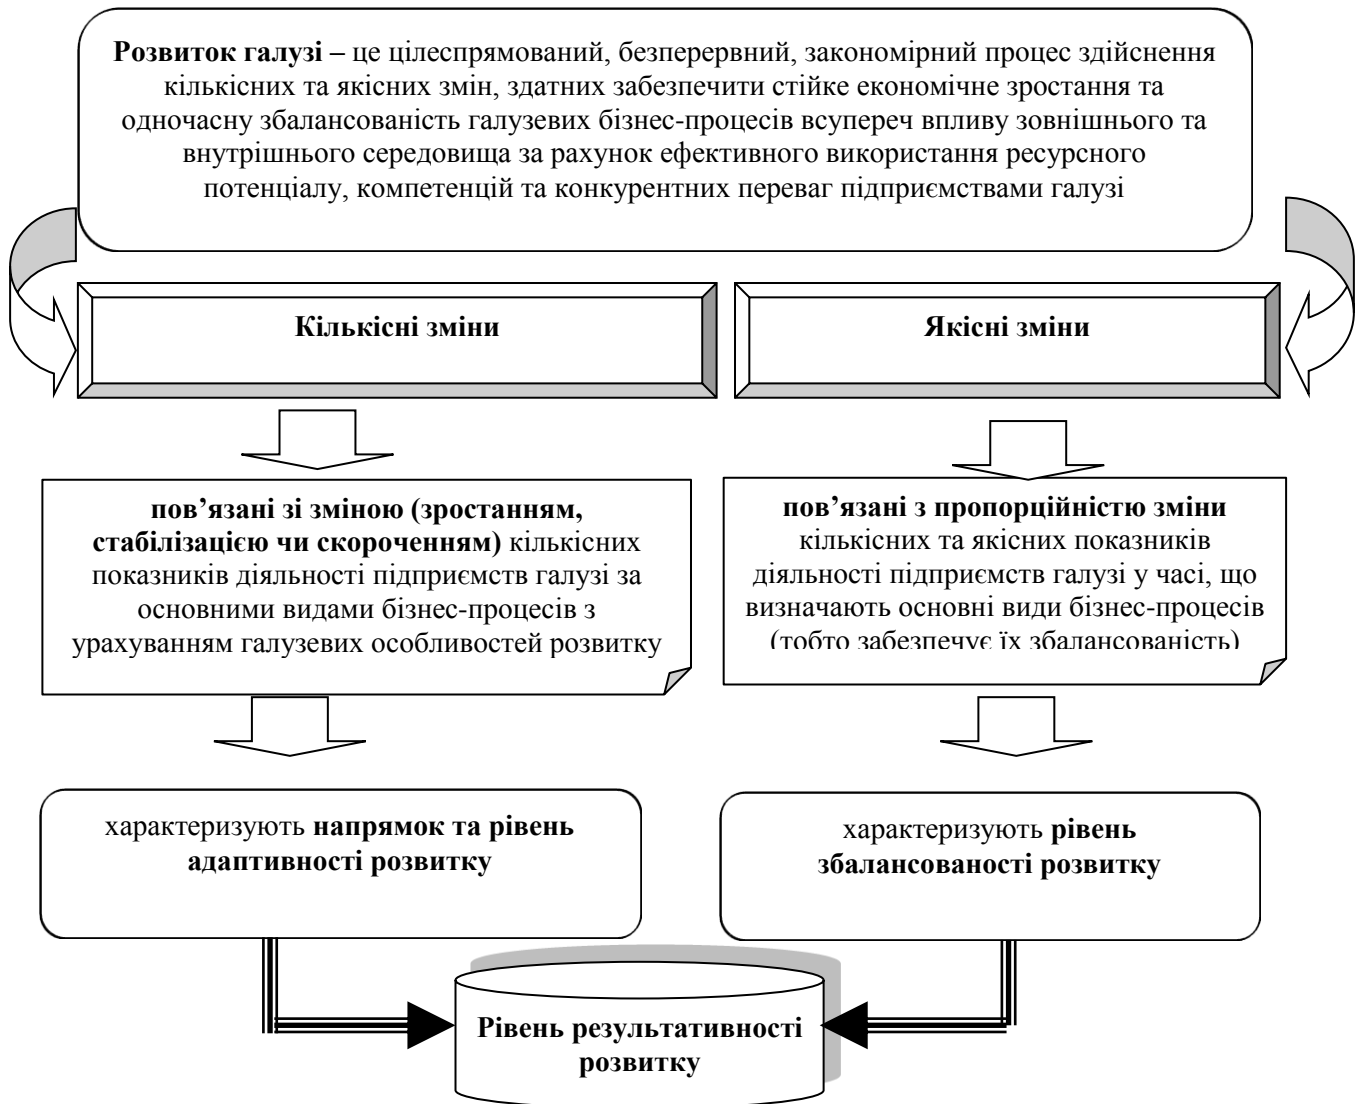 Розвиток галузі – це цілеспрямований, безперервний, закономірний процес здійснення
кількісних та якісних змін, здатних забезпечити стійке економічне зростання та
одночасну збалансованість галузевих бізнес-процесів всупереч впливу зовнішнього та
внутрішнього середовища за рахунок ефективного використання ресурсного
потенціалу, компетенцій та конкурентних переваг підприємствами галузі
Кількісні зміни
Якісні зміни
пов’язані зі зміною (зростанням,
стабілізацією чи скороченням) кількісних
показників діяльності підприємств галузі за
основними видами бізнес-процесів з
урахуванням галузевих особливостей розвитку
пов’язані з пропорційністю зміни
кількісних та якісних показників
діяльності підприємств галузі у часі, що
визначають основні види бізнес-процесів
(тобто забезпечує їх збалансованість)
характеризують напрямок та рівень
адаптивності розвитку
характеризують рівень
збалансованості розвитку
Рівень результативності
розвитку